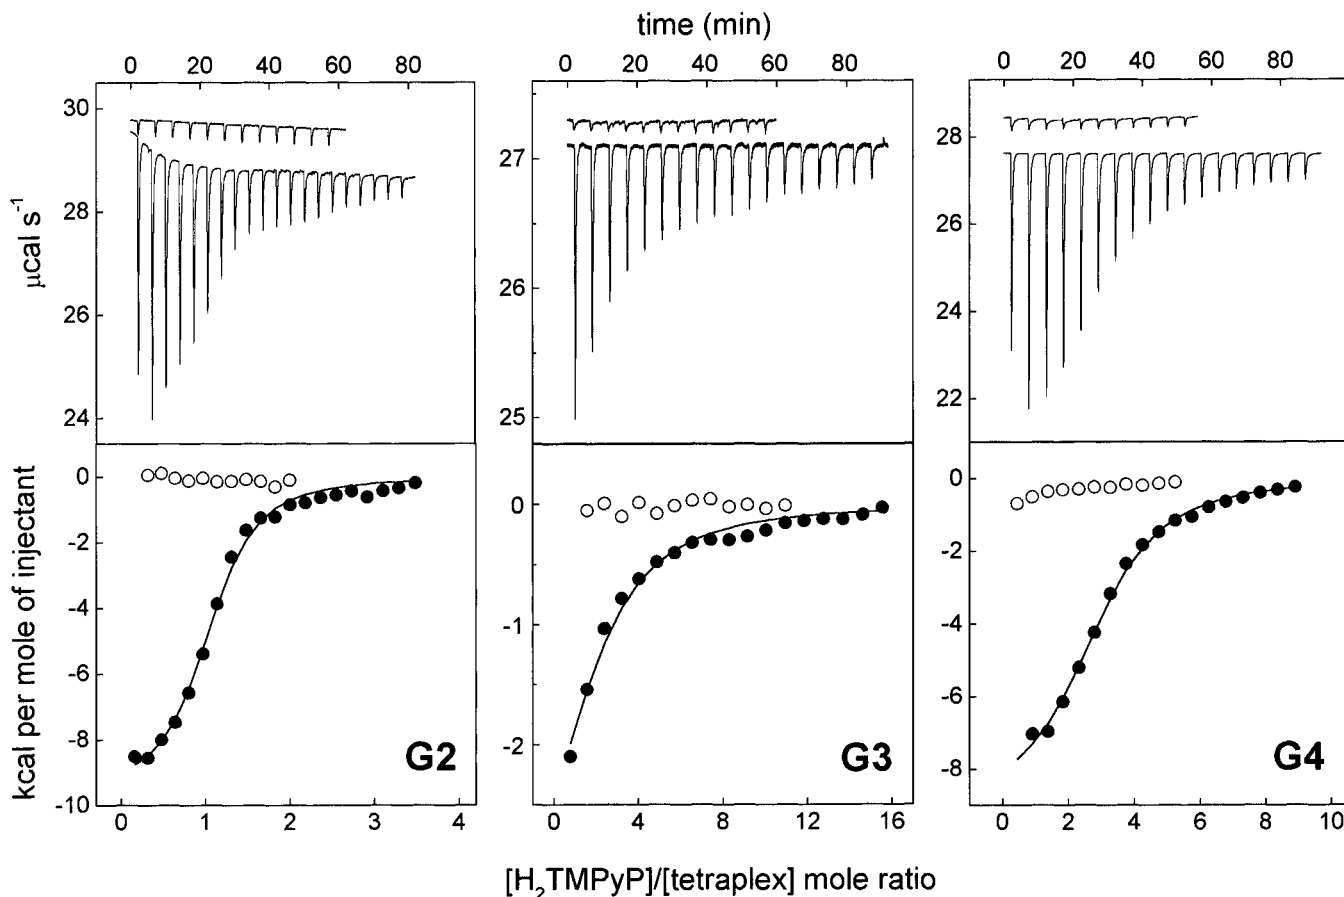 time (min)
0 20 40 60 80
0 20 40 60 80
0 20 40 60 80
30
28
26
24
μcal s⁻¹
27
26
25
28
26
24
22
0
-2
-4
-6
-8
-10
kcal per mole of injectant
G2
0
-1
-2
G3
0
-2
-4
-6
-8
G4
0 1 2 3 4
0 4 8 12 16
0 2 4 6 8 10
[H₂TMPyP]/[tetraplex] mole ratio